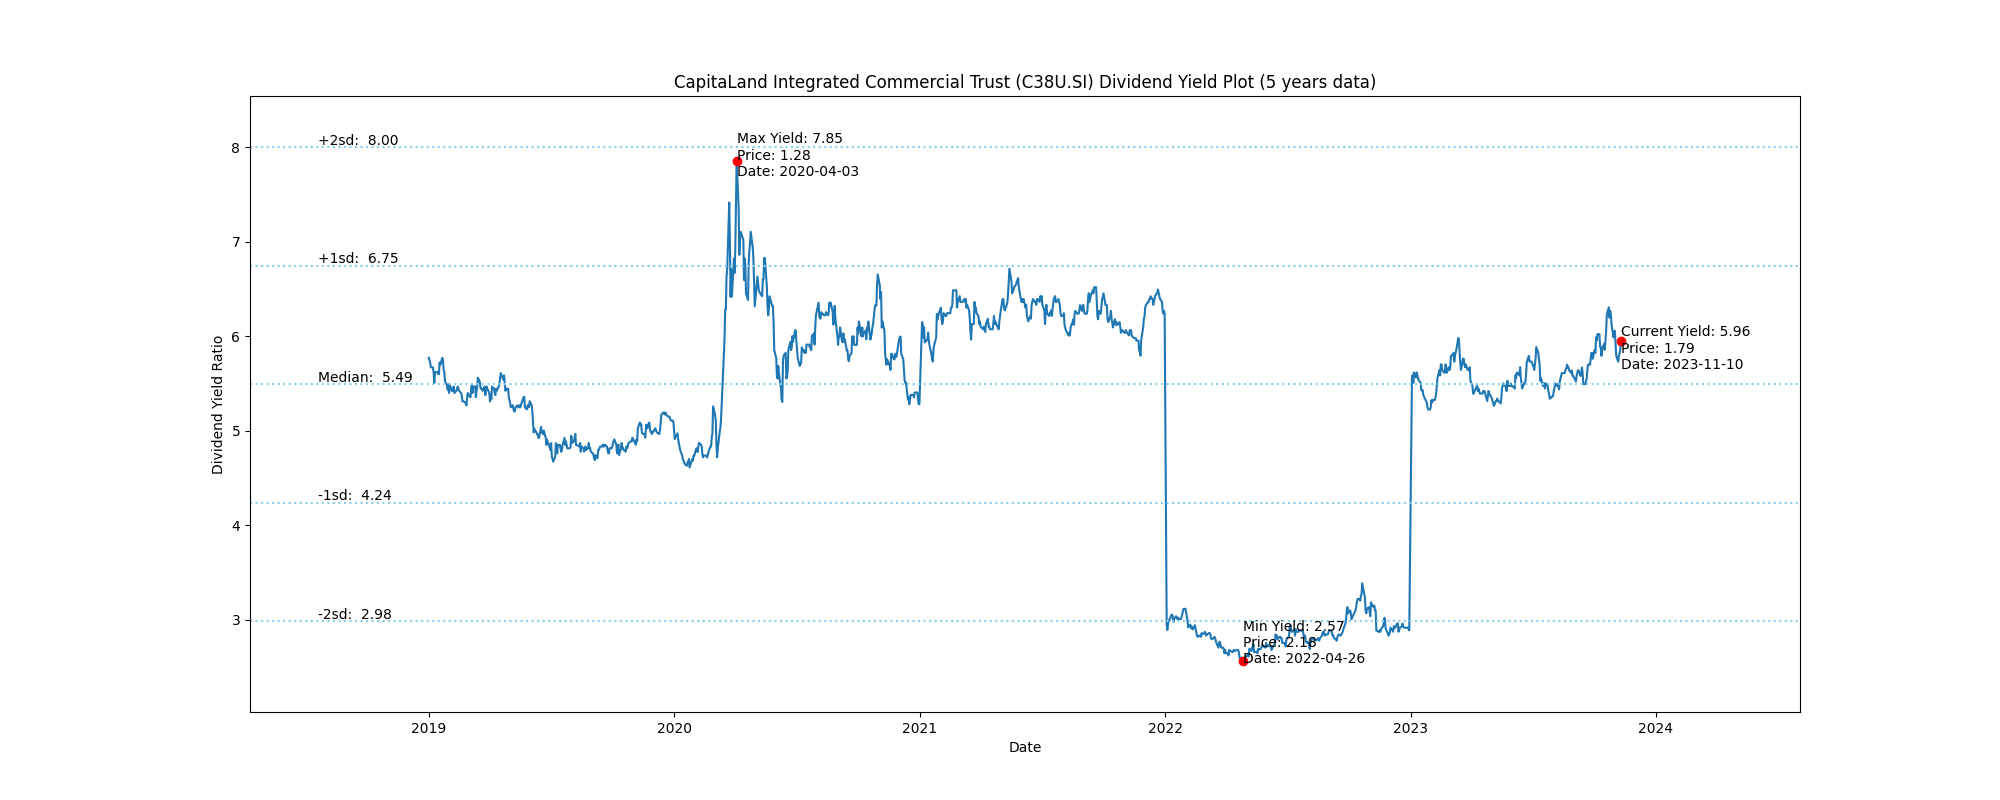 CapitaLand Integrated Commercial Trust (C38U.SI) Dividend Yield Plot (5 years data)
+2sd:  8.00
Max Yield: 7.85
Price: 1.28
Date: 2020-04-03
+1sd:  6.75
Current Yield: 5.96
Price: 1.79
Date: 2023-11-10
Median:  5.49
-1sd:  4.24
-2sd:  2.98
Min Yield: 2.57
Price: 2.18
Date: 2022-04-26
8
7
6
5
4
3
Dividend Yield Ratio
2019
2020
2021
2022
2023
2024
Date